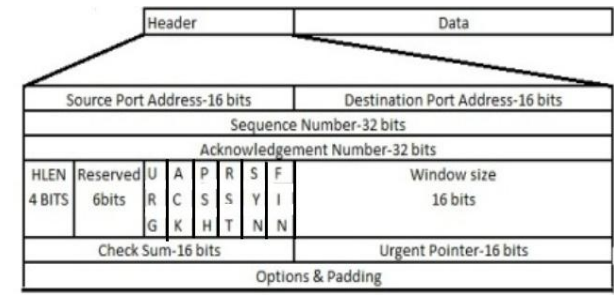 Header Data
Source Port Address-16 bits Destination Port Address-16 bits
Sequence Number-32 bits
Acknowledgement Number-32 bits
HLEN Reserved U A P R S F Window size
4 BITS 6bits R C S S Y I 16 bits
G K H T N N
Check Sum-16 bits Urgent Pointer-16 bits
Options & Padding